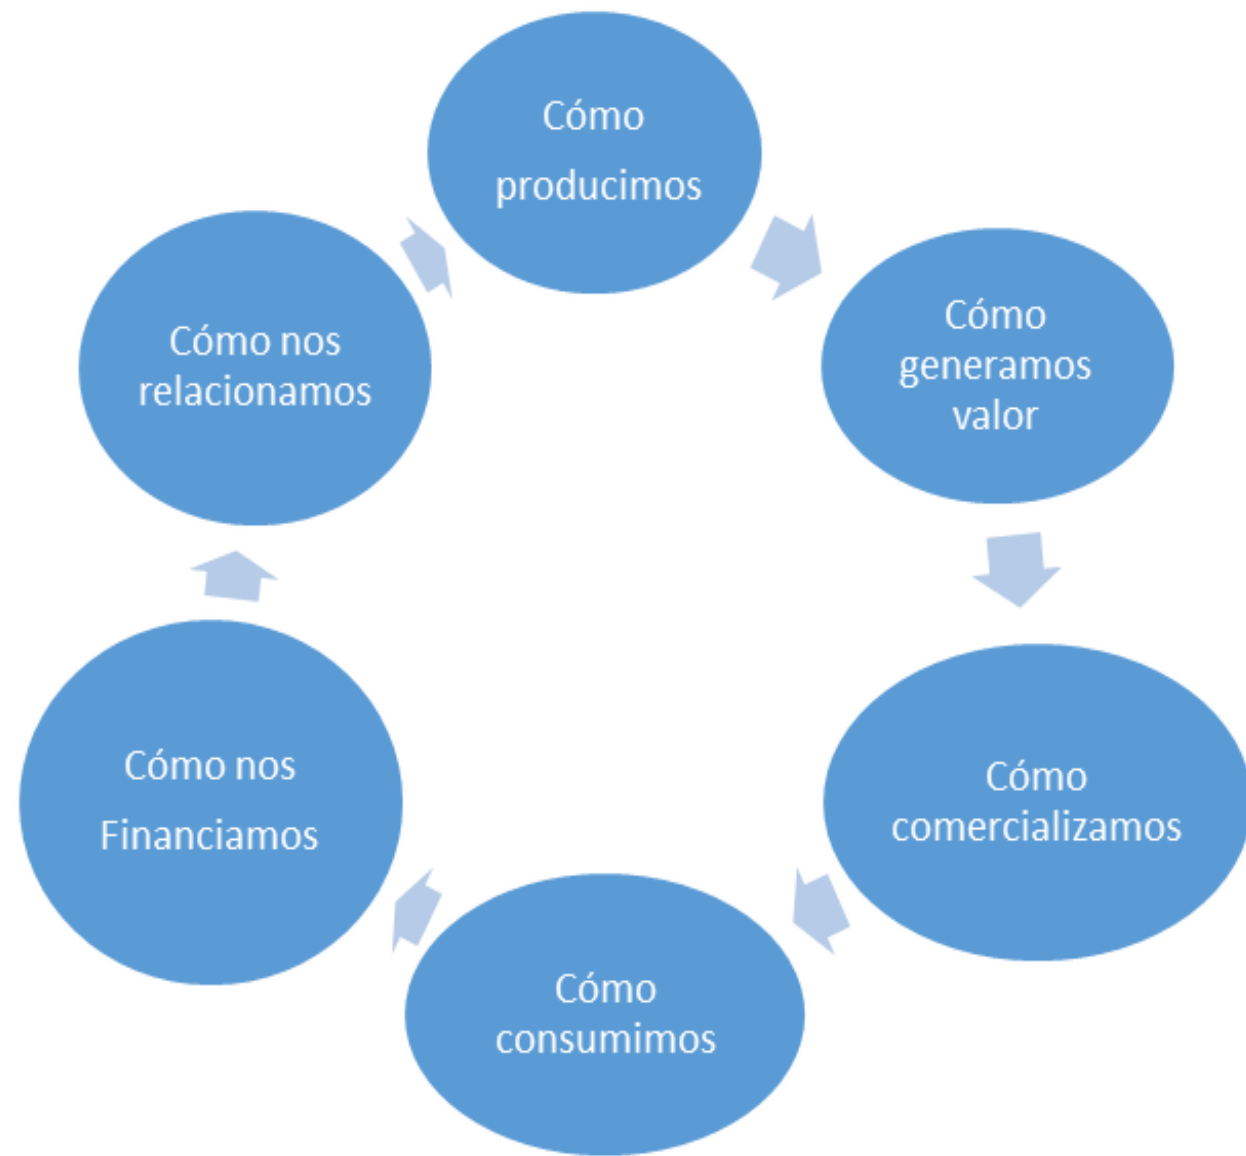 Cómo
producimos
Cómo
generamos
valor
Cómo
comercializamos
Cómo
consumimos
Cómo nos
Financiamos
Cómo nos
relacionamos